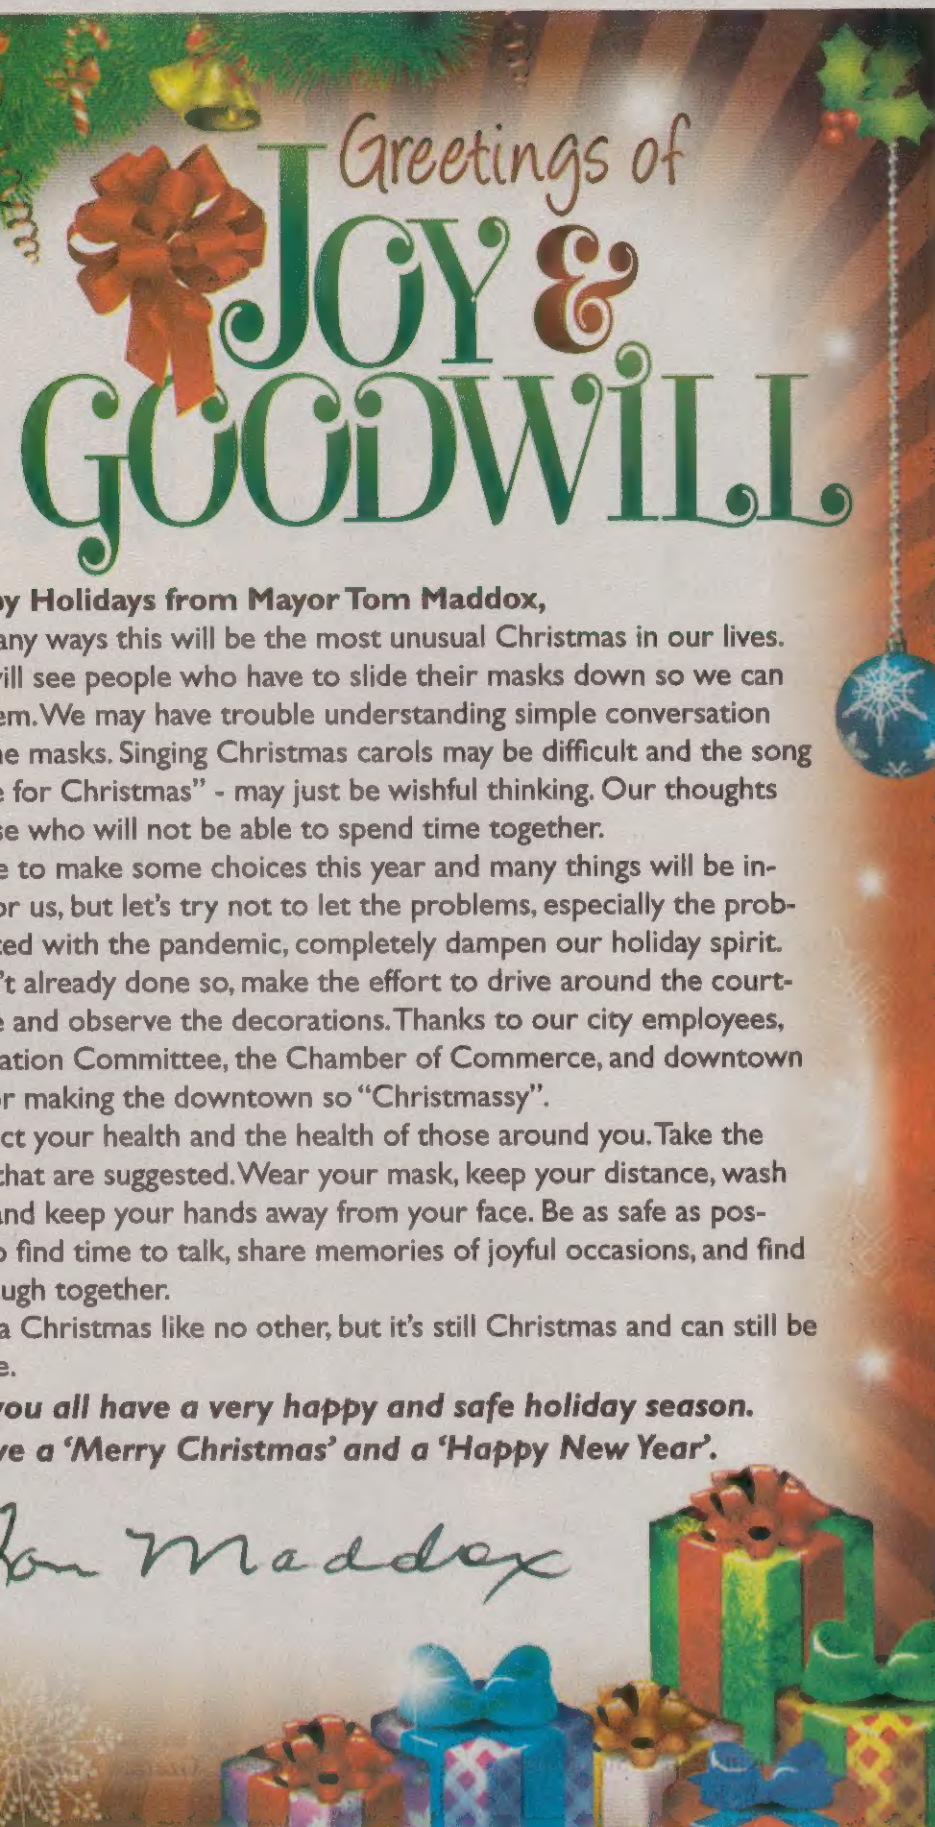 Greetings of
JOY &
GOODWILL
Holidays from Mayor Tom Maddox,
ways this will be the most unusual Christmas in our lives.
see people who have to slide their masks down so we can
We may have trouble understanding simple conversation
masks. Singing Christmas carols may be difficult and the song
for Christmas” - may just be wishful thinking. Our thoughts
who will not be able to spend time together.
to make some choices this year and many things will be in-
us, but let’s try not to let the problems, especially the prob-
with the pandemic, completely dampen our holiday spirit.
already done so, make the effort to drive around the court-
and observe the decorations. Thanks to our city employees,
Committee, the Chamber of Commerce, and downtown
making the downtown so “Christmassy”.
your health and the health of those around you. Take the
that are suggested. Wear your mask, keep your distance, wash
and keep your hands away from your face. Be as safe as pos-
find time to talk, share memories of joyful occasions, and find
together.
a Christmas like no other, but it’s still Christmas and can still be
you all have a very happy and safe holiday season.
a ‘Merry Christmas’ and a ‘Happy New Year’.
Tom Maddox